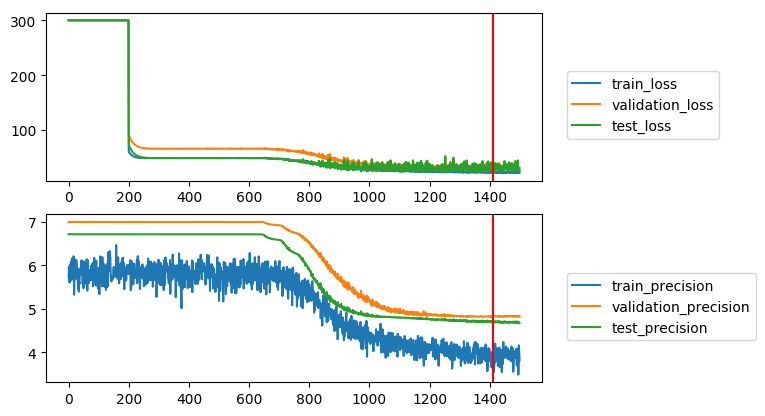 300
200
100
0 200 400 600 800 1000 1200 1400
train_loss
validation_loss
test_loss
7
6
5
4
0 200 400 600 800 1000 1200 1400
train_precision
validation_precision
test_precision